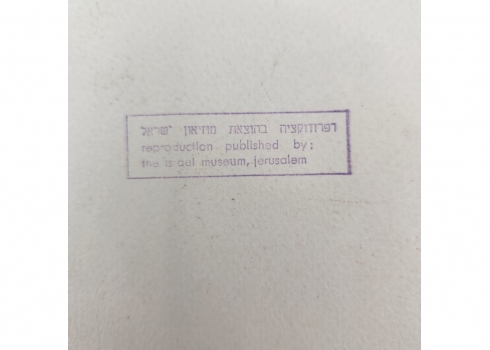 רפרודוקציה בהוצאת מוזיאון ישראל
reproduction published by:
the israel museum, jerusalem